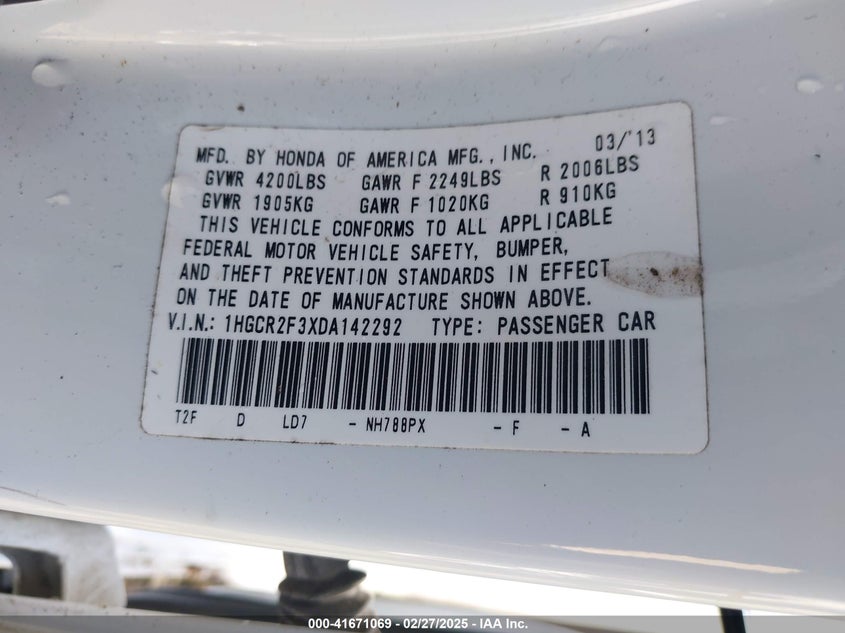 MFD. BY HONDA OF AMERICA MFG., INC. 03/'13
GVWR 4200LBS GAWR F 2249LBS R 2006LBS
GVWR 1905KG GAWR F 1020KG R 910KG
THIS VEHICLE CONFORMS TO ALL APPLICABLE
FEDERAL MOTOR VEHICLE SAFETY, BUMPER,
AND THEFT PREVENTION STANDARDS IN EFFECT
ON THE DATE OF MANUFACTURE SHOWN ABOVE.
V.I.N.: 1HGCR2F3XDA142292 TYPE: PASSENGER CAR
T2F D LD7 - NH788PX - F - A
000-41671069 - 02/27/2025 - IAA Inc.